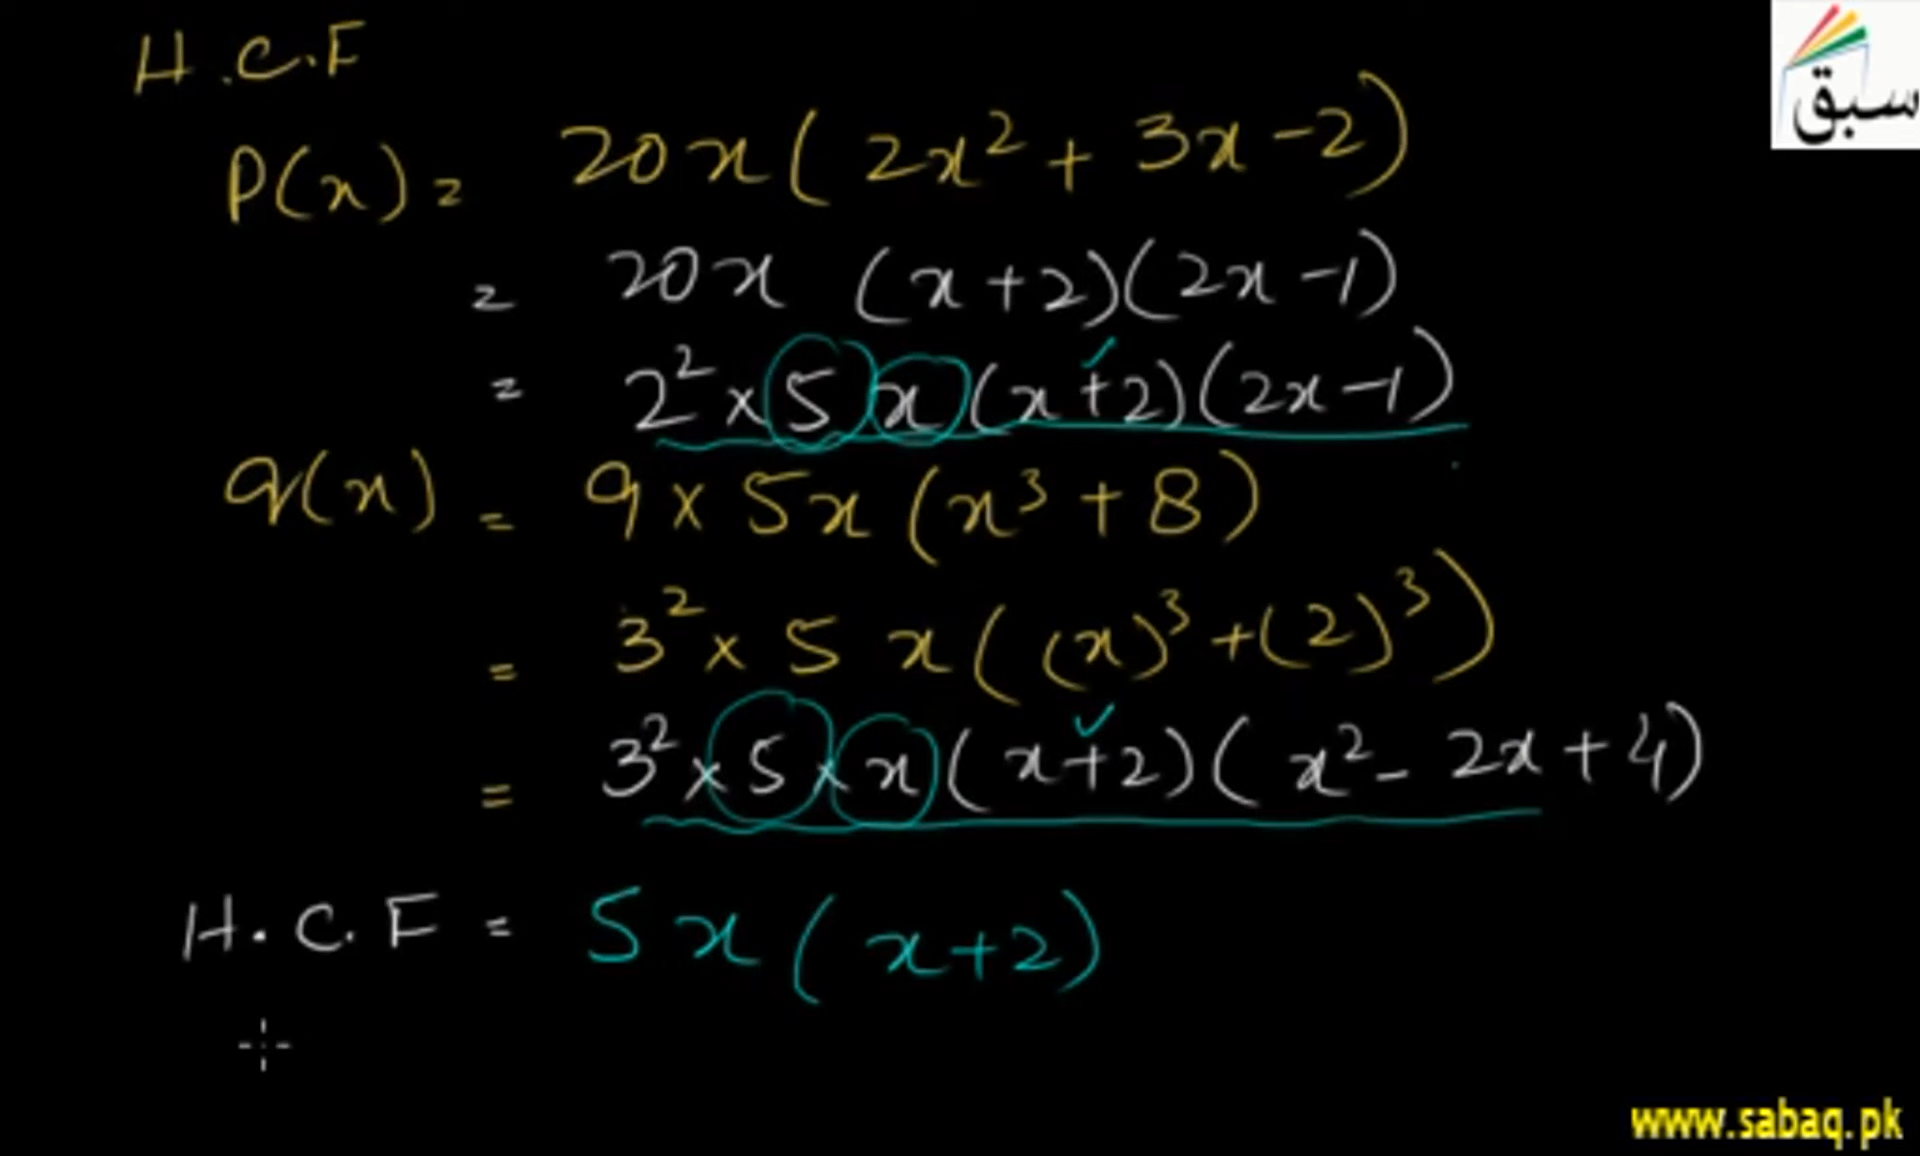 H.C.F
سبق
P(x) = 20x(2x² + 3x - 2)
= 20x (x+2)(2x-1)
= 2² × 5 x (x+2)(2x-1)
q(x) = 9 × 5x (x³ + 8)
= 3² × 5 x ((x)³ + (2)³)
= 3² × 5 × x (x+2)(x² - 2x + 4)
H.C.F = 5x(x+2)
www.sabaq.pk